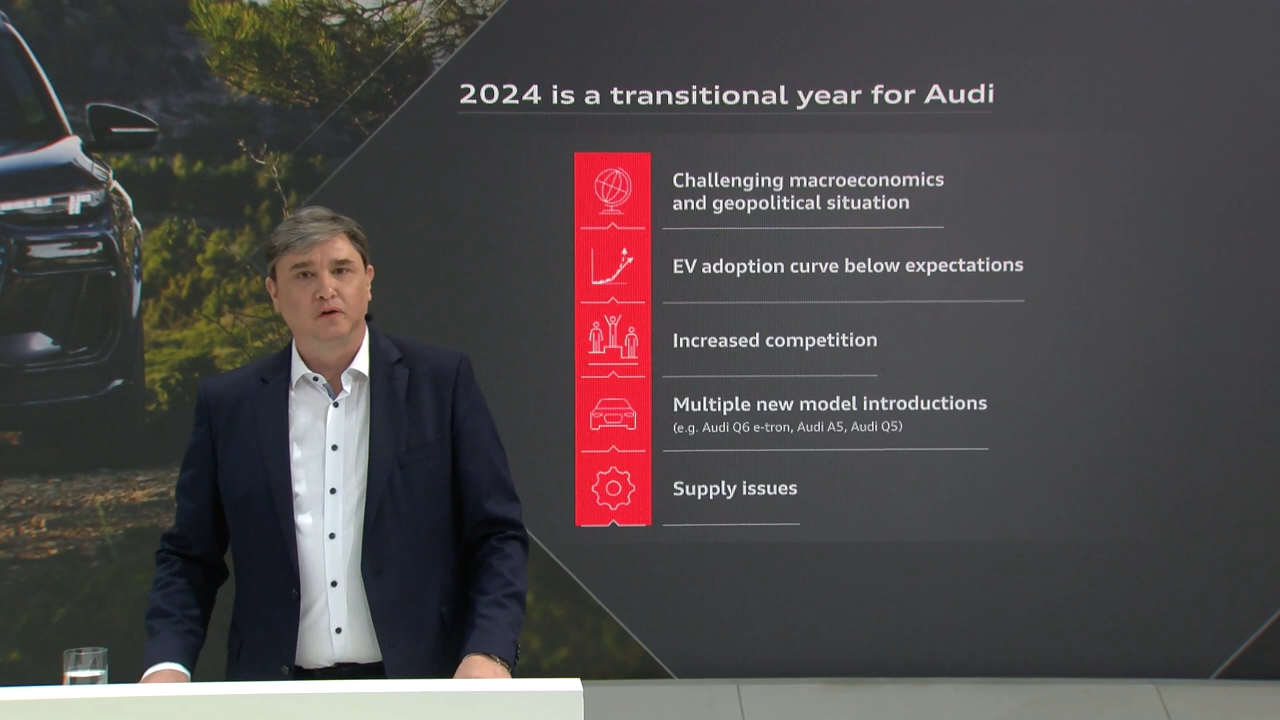 2024 is a transitional year for Audi
Challenging macroeconomics
and geopolitical situation
EV adoption curve below expectations
Increased competition
Multiple new model introductions
(e.g. Audi Q6 e-tron, Audi A5, Audi Q5)
Supply issues